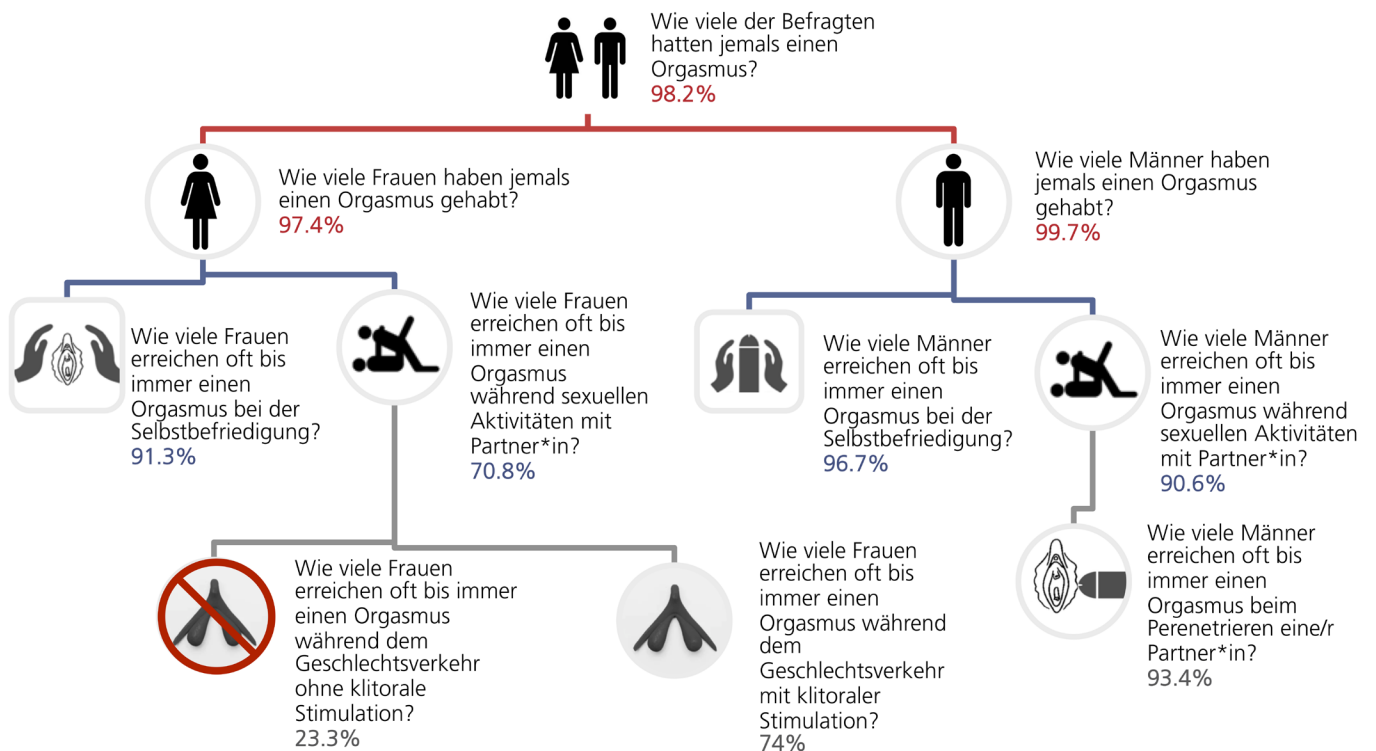 Wie viele der Befragten
hatten jemals einen
Orgasmus?
98.2%
Wie viele Frauen haben jemals
einen Orgasmus gehabt?
97.4%
Wie viele Männer haben
jemals einen Orgasmus
gehabt?
99.7%
Wie viele Frauen
erreichen oft bis
immer einen
Orgasmus bei der
Selbstbefriedigung?
91.3%
Wie viele Frauen
erreichen oft bis
immer einen
Orgasmus
während sexuellen
Aktivitäten mit
Partner*in?
70.8%
Wie viele Männer
erreichen oft bis
immer einen
Orgasmus bei der
Selbstbefriedigung?
96.7%
Wie viele Männer
erreichen oft bis
immer einen
Orgasmus während
sexuellen Aktivitäten
mit Partner*in?
90.6%
Wie viele Frauen
erreichen oft bis immer
einen Orgasmus
während dem
Geschlechtsverkehr
ohne klitorale
Stimulation?
23.3%
Wie viele Frauen
erreichen oft bis
immer einen
Orgasmus während
dem
Geschlechtsverkehr
mit klitoraler
Stimulation?
74%
Wie viele Männer
erreichen oft bis
immer einen
Orgasmus beim
Perenetrieren eine/r
Partner*in?
93.4%